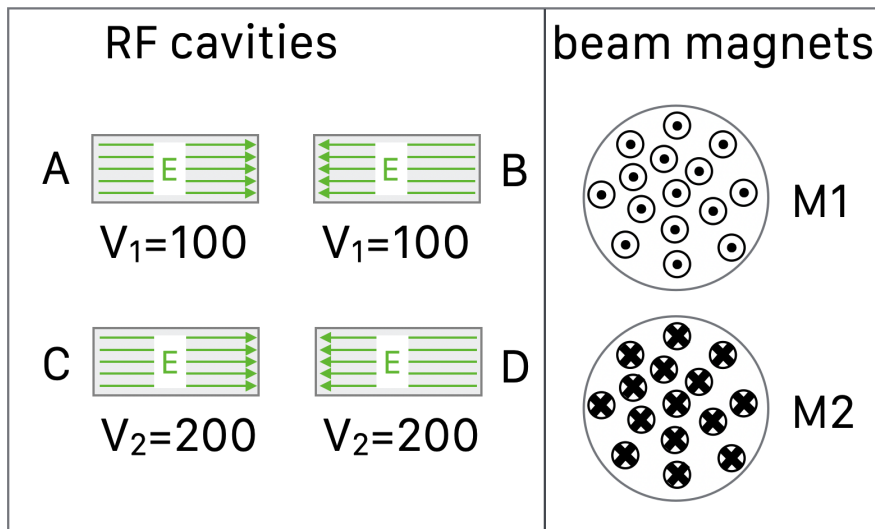 RF cavities
beam magnets
A
E
E
B
V₁=100
V₁=100
M1
C
E
E
D
V₂=200
V₂=200
M2